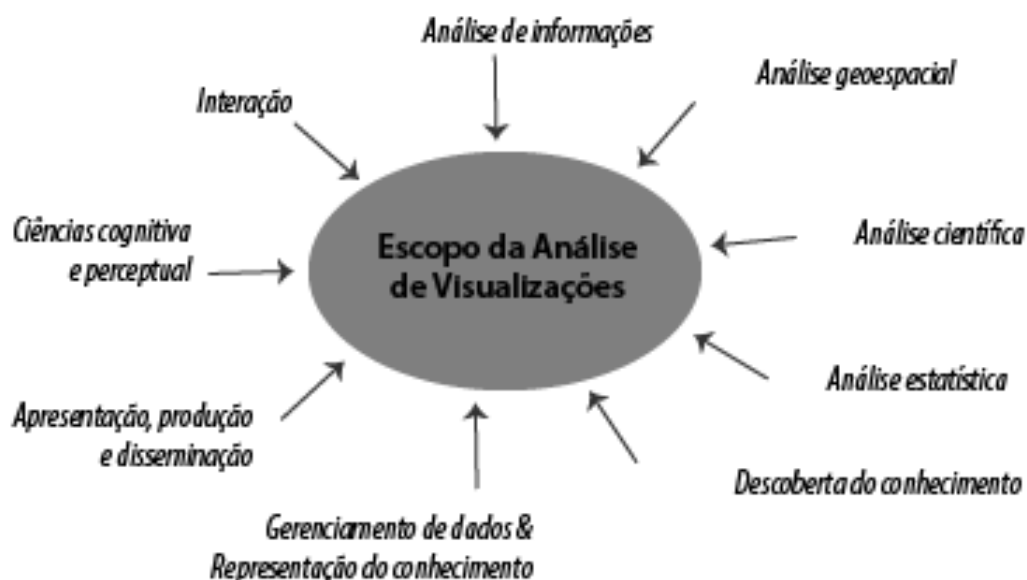 Análise de informações
Análise geoespacial
Interação
Ciências cognitiva
e perceptual
Escopo da Análise
de Visualizações
Análise científica
Análise estatística
Apresentação, produção
e disseminação
Descoberta do conhecimento
Gerenciamento de dados &
Representação do conhecimento